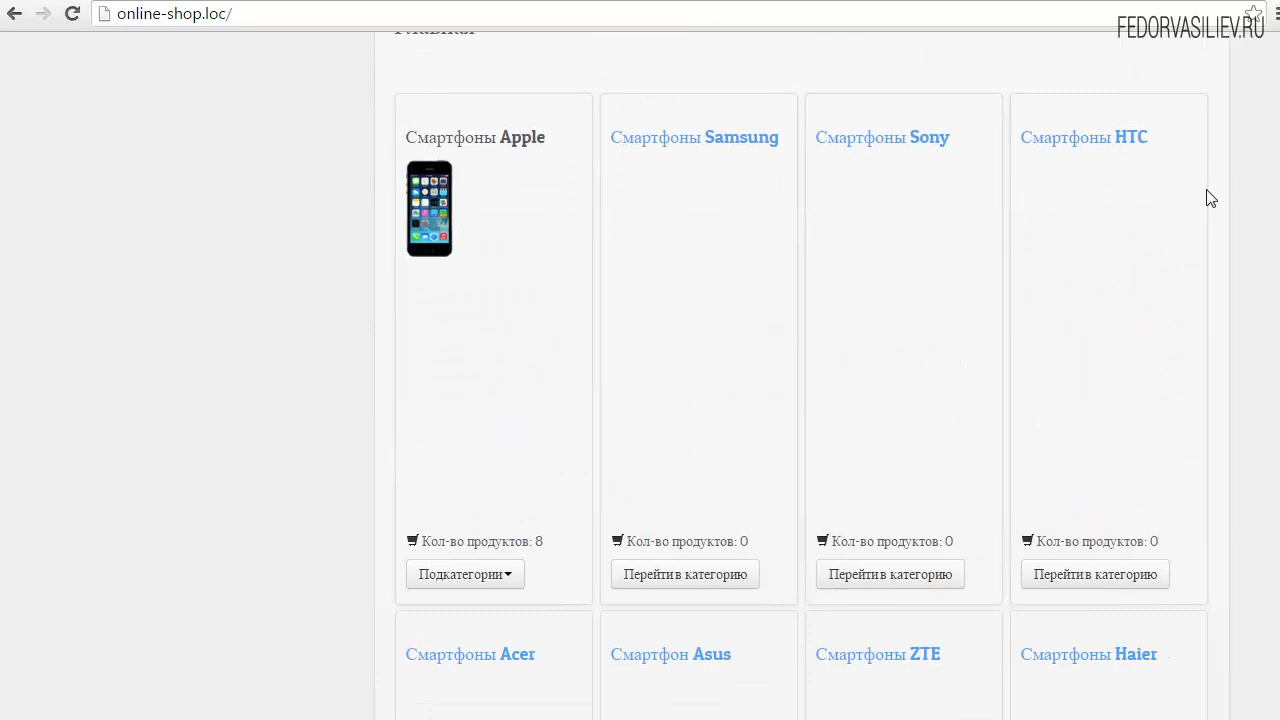 online-shop.loc/
FEDORVASILIEV.RU
Главная
Смартфоны Apple
Смартфоны Samsung
Смартфоны Sony
Смартфоны HTC
Кол-во продуктов: 8
Кол-во продуктов: 0
Кол-во продуктов: 0
Кол-во продуктов: 0
Подкатегории
Перейти в категорию
Перейти в категорию
Перейти в категорию
Смартфоны Acer
Смартфон Asus
Смартфоны ZTE
Смартфоны Haier